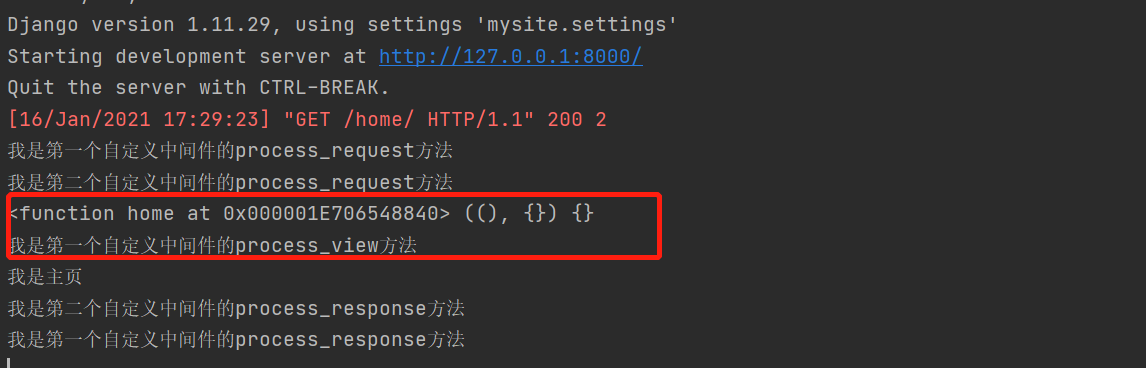 Django version 1.11.29, using settings 'mysite.settings'
Starting development server at http://127.0.0.1:8000/
Quit the server with CTRL-BREAK.
[16/Jan/2021 17:29:23] "GET /home/ HTTP/1.1" 200 2
我是第一个自定义中间件的process_request方法
我是第二个自定义中间件的process_request方法
<function home at 0x000001E706548840> ((), {}) {}
我是第一个自定义中间件的process_view方法
我是主页
我是第二个自定义中间件的process_response方法
我是第一个自定义中间件的process_response方法